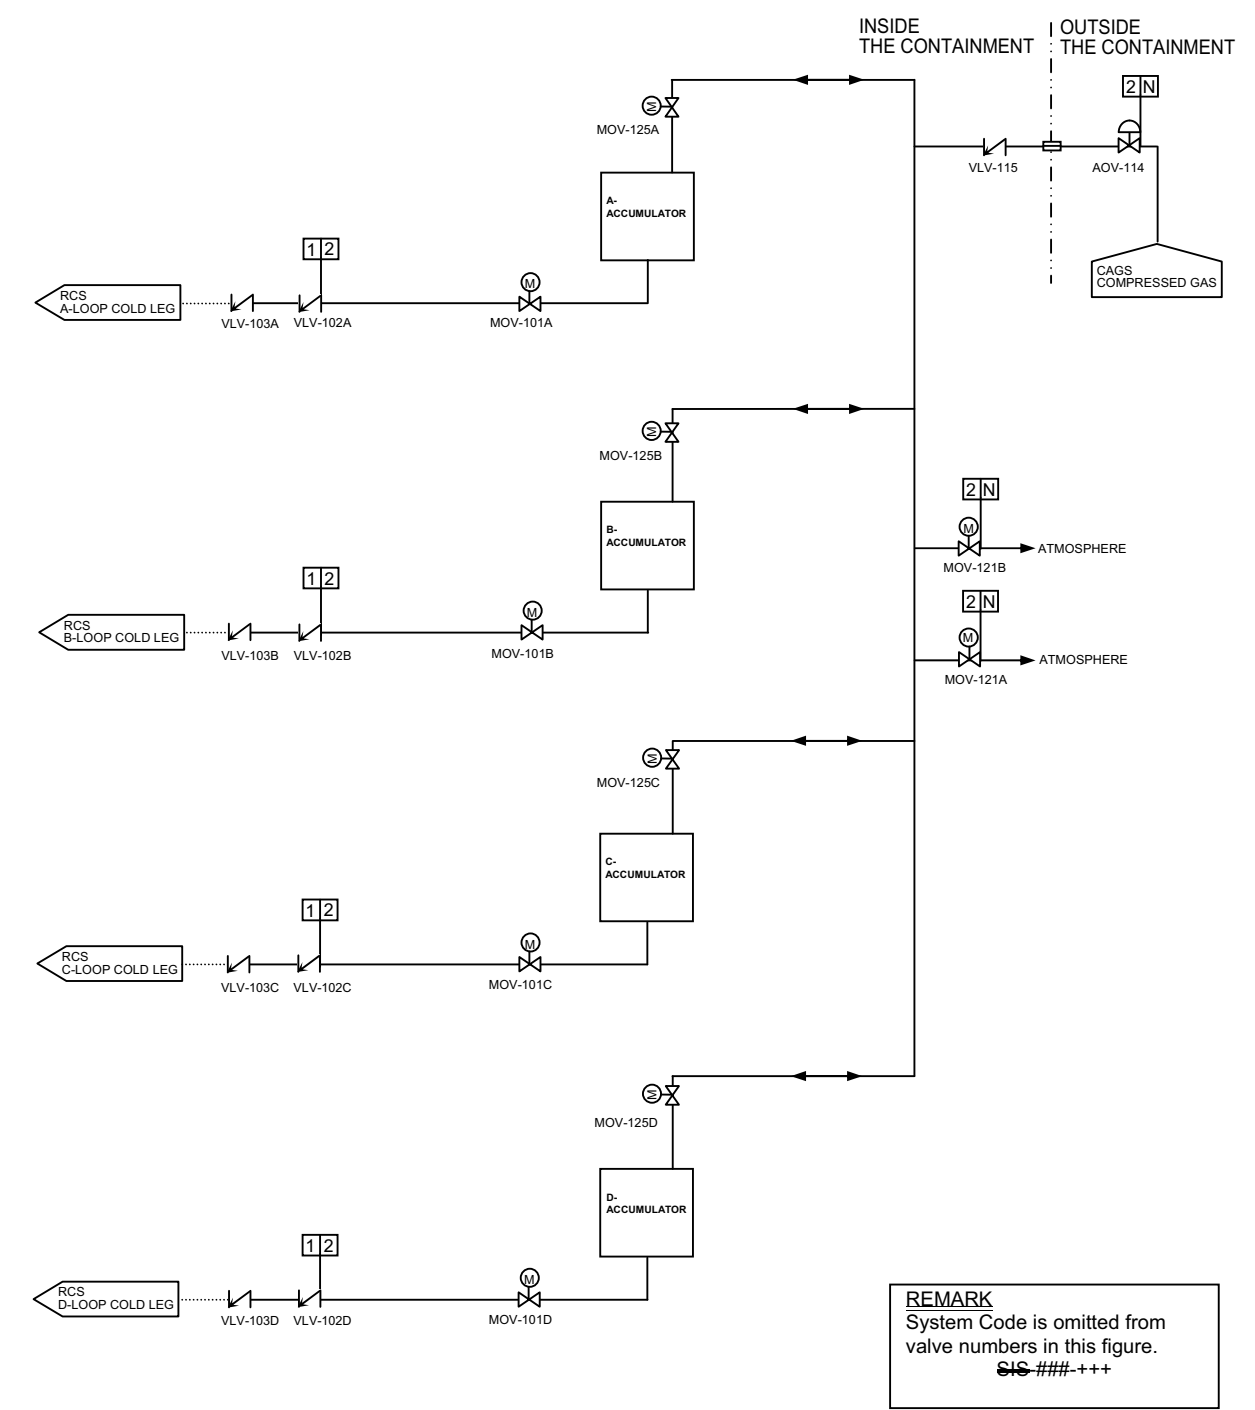 INSIDE
THE CONTAINMENT
OUTSIDE
THE CONTAINMENT
2 N
M
MOV-125A
VLV-115
AOV-114
A-
ACCUMULATOR
1 2
CAGS
COMPRESSED GAS
RCS
A-LOOP COLD LEG
M
VLV-103A
VLV-102A
MOV-101A
M
MOV-125B
2 N
B-
ACCUMULATOR
M
ATMOSPHERE
MOV-121B
1 2
2 N
RCS
B-LOOP COLD LEG
M
VLV-103B
VLV-102B
MOV-101B
M
ATMOSPHERE
MOV-121A
M
MOV-125C
C-
ACCUMULATOR
1 2
RCS
C-LOOP COLD LEG
M
VLV-103C
VLV-102C
MOV-101C
M
MOV-125D
D-
ACCUMULATOR
1 2
RCS
D-LOOP COLD LEG
M
VLV-103D
VLV-102D
MOV-101D
REMARK
System Code is omitted from
valve numbers in this figure.
SIS-###-+++